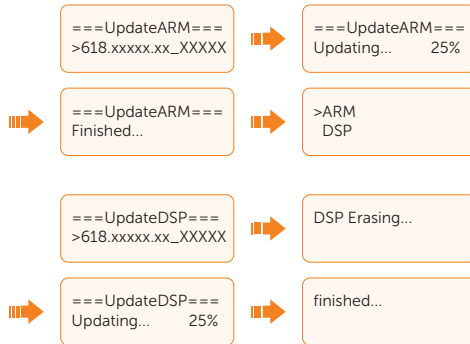 ===UpdateARM===
>618.xxxxx.xx_XXXXX
===UpdateARM===
Updating... 25%
===UpdateARM===
Finished...
>ARM
DSP
===UpdateDSP===
>618.xxxxx.xx_XXXXX
DSP Erasing...
===UpdateDSP===
Updating... 25%
finished...